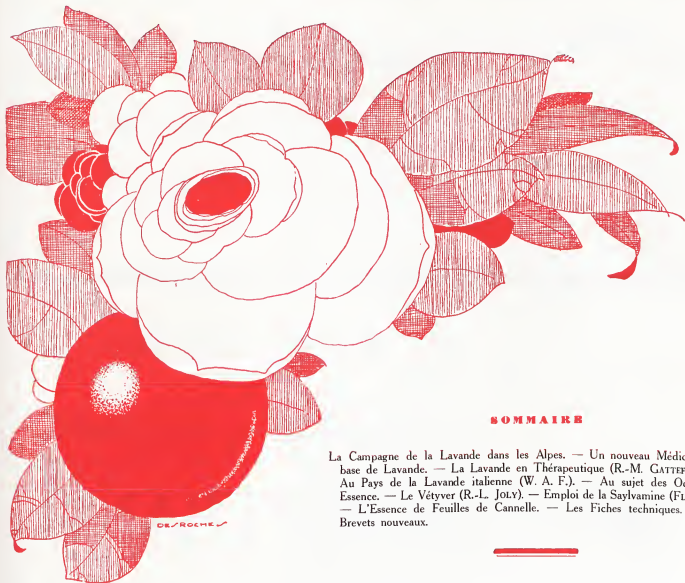 SOMMAIRE
La Campagne de la Lavande dans les Alpes. — Un nouveau
base de Lavande. — La Lavande en Thérapeutique (R.-M.
Au Pays de la Lavande italienne (W. A. F.). — Au sujet des
Essence. — Le Vétyver (R.-L. JOLY). — Emploi de la Saylvamine
— L'Essence de Feuilles de Cannelle. — Les Fiches techniques.
Brevets nouveaux.
DESROCHES